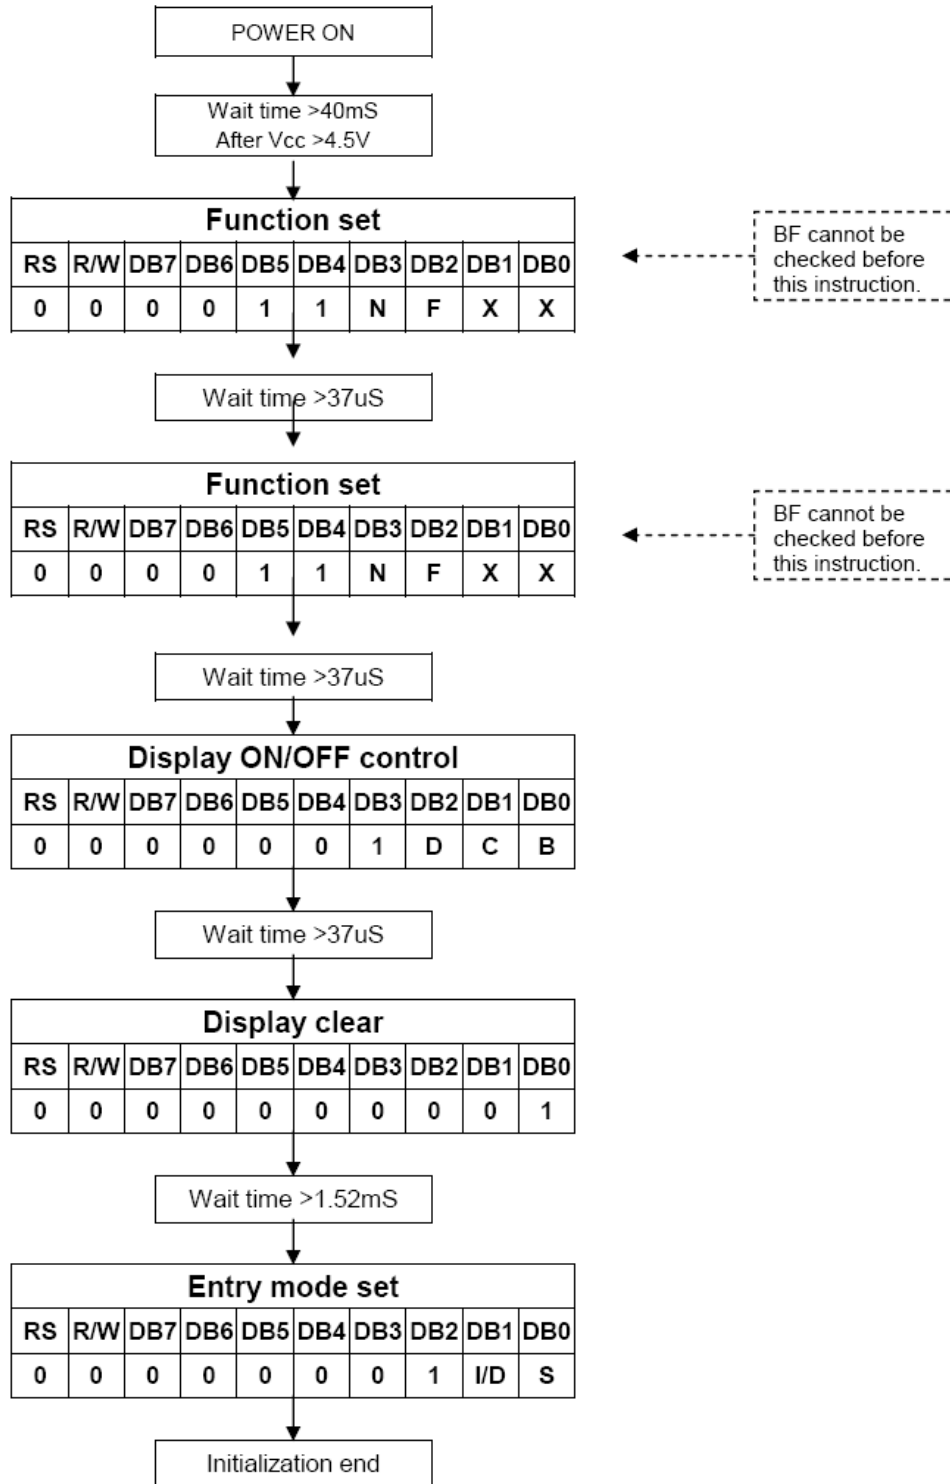 POWER ON
Wait time >40mS
After Vcc >4.5V
Function set
RS R/W DB7 DB6 DB5 DB4 DB3 DB2 DB1 DB0
0 0 0 0 1 1 N F X X
BF cannot be
checked before
this instruction.
Wait time >37uS
Function set
RS R/W DB7 DB6 DB5 DB4 DB3 DB2 DB1 DB0
0 0 0 0 1 1 N F X X
BF cannot be
checked before
this instruction.
Wait time >37uS
Display ON/OFF control
RS R/W DB7 DB6 DB5 DB4 DB3 DB2 DB1 DB0
0 0 0 0 0 0 1 D C B
Wait time >37uS
Display clear
RS R/W DB7 DB6 DB5 DB4 DB3 DB2 DB1 DB0
0 0 0 0 0 0 0 0 0 1
Wait time >1.52mS
Entry mode set
RS R/W DB7 DB6 DB5 DB4 DB3 DB2 DB1 DB0
0 0 0 0 0 0 0 1 I/D S
Initialization end